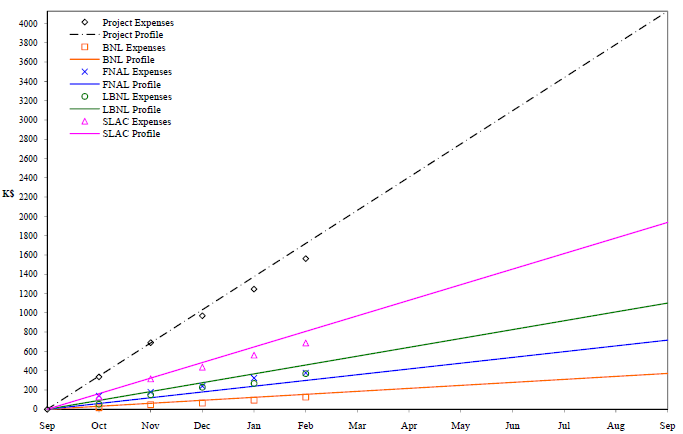 4000
3800
3600
3400
3200
3000
2800
2600
2400
2200
2000
1800
1600
1400
1200
1000
800
600
400
200
0
K$
Project Expenses
Project Profile
BNL Expenses
BNL Profile
FNAL Expenses
FNAL Profile
LBNL Expenses
LBNL Profile
SLAC Expenses
SLAC Profile
Sep Oct Nov Dec Jan Feb Mar Apr May Jun Jul Aug Sep